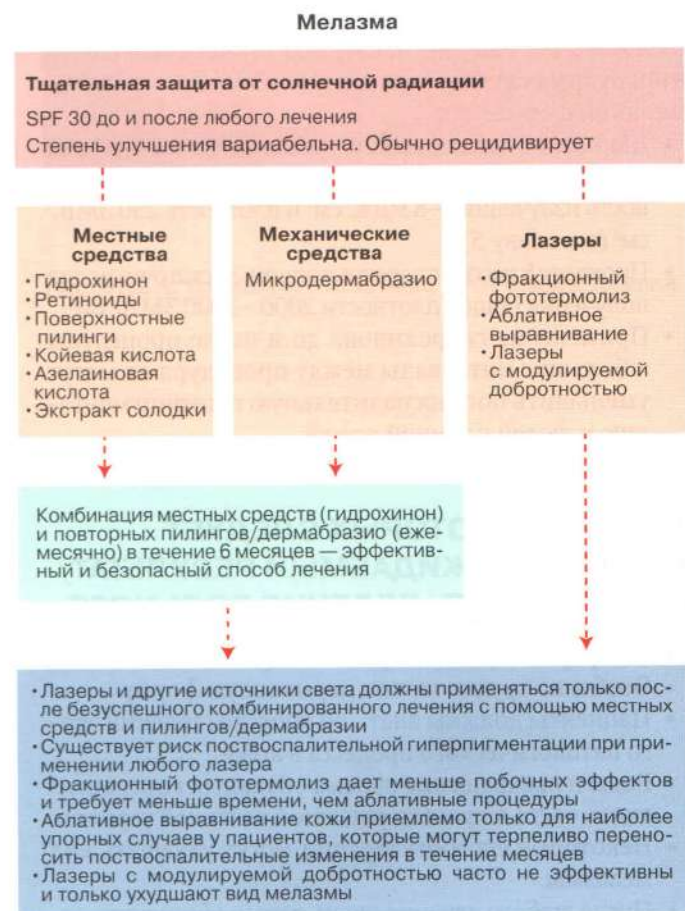 Мелазма
Тщательная защита от солнечной радиации
SPF 30 до и после любого лечения
Степень улучшения вариабельна. Обычно рецидивирует
Местные
средства
• Гидрохинон
• Ретиноиды
• Поверхностные
пилинги
• Койевая кислота
• Азелаиновая
кислота
• Экстракт солодки
Механические
средства
Микродермабразио
Лазеры
• Фракционный
фототермолиз
• Аблативное
выравнивание
• Лазеры
с модулируемой
добротностью
Комбинация местных средств (гидрохинон)
и повторных пилингов/дермабразио (еже-
месячно) в течение 6 месяцев — эффектив-
ный и безопасный способ лечения
• Лазеры и другие источники света должны применяться только пос-
ле безуспешного комбинированного лечения с помощью местных
средств и пилингов/дермабразии
• Существует риск поствоспалительной гиперпигментации при при-
менении любого лазера
• Фракционный фототермолиз дает меньше побочных эффектов
и требует меньше времени, чем аблативные процедуры
• Аблативное выравнивание кожи приемлемо только для наиболее
упорных случаев у пациентов, которые могут терпеливо перено-
сить поствоспалительные изменения в течение месяцев
• Лазеры с модулируемой добротностью часто не эффективны
и только ухудшают вид мелазмы